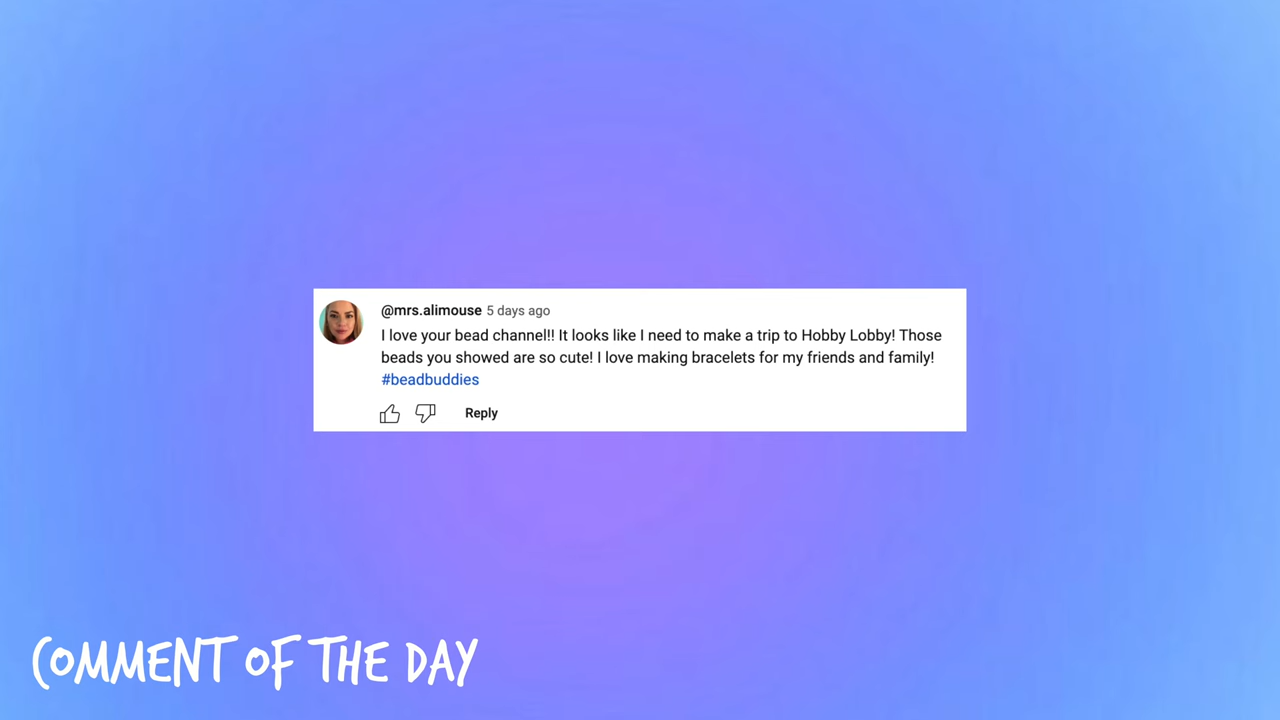 @mrs.alimouse 5 days ago
I love your bead channel!! It looks like I need to make a trip to Hobby Lobby! Those
beads you showed are so cute! I love making bracelets for my friends and family!
#beadbuddies
Reply
COMMENT OF THE DAY